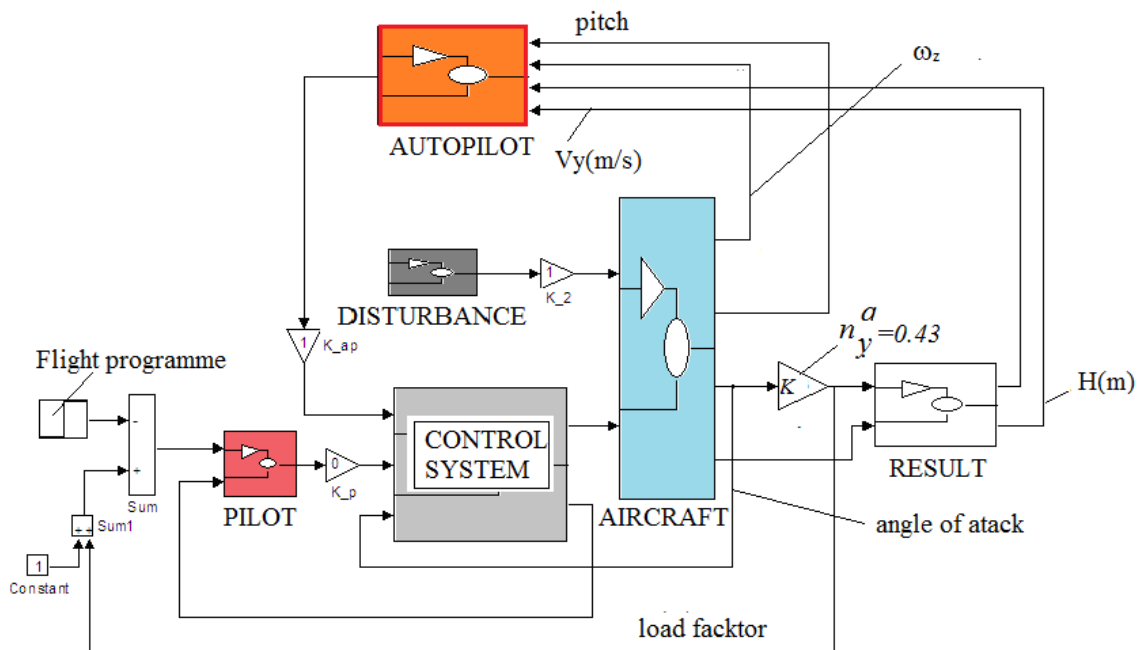 pitch
ωz
AUTOPILOT
Vy(m/s)
1
K_2
DISTURBANCE
1
K_ap
n
a
y
=0.43
Flight programme
K
H(m)
-
+
CONTROL
SYSTEM
0
K_p
RESULT
Sum
PILOT
AIRCRAFT
angle of atack
++
Sum1
1
Constant
load facktor